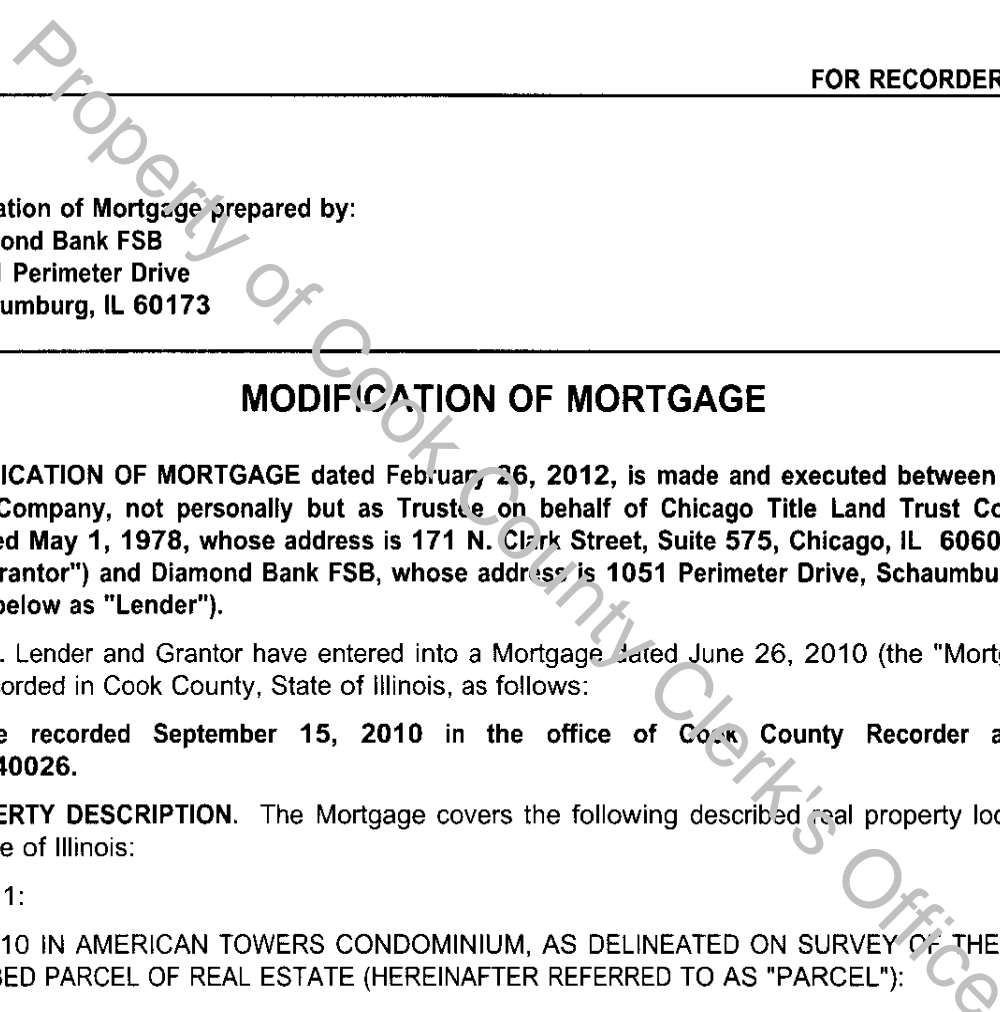 FOR RECORDER
ation of Mortgage prepared by:
ond Bank FSB
Perimeter Drive
umburg, IL 60173
MODIFICATION OF MORTGAGE
ICATION OF MORTGAGE dated February 26, 2012, is made and executed between
Company, not personally but as Trustee on behalf of Chicago Title Land Trust Co
ed May 1, 1978, whose address is 171 N. Clark Street, Suite 575, Chicago, IL 6060
rantor") and Diamond Bank FSB, whose address is 1051 Perimeter Drive, Schaumbu
below as "Lender").
. Lender and Grantor have entered into a Mortgage dated June 26, 2010 (the "Mort
corded in Cook County, State of Illinois, as follows:
e recorded September 15, 2010 in the office of Cook County Recorder a
40026.
ERTY DESCRIPTION. The Mortgage covers the following described real property loc
e of Illinois:
1:
10 IN AMERICAN TOWERS CONDOMINIUM, AS DELINEATED ON SURVEY OF THE
BED PARCEL OF REAL ESTATE (HEREINAFTER REFERRED TO AS "PARCEL"):
Property of Cook County Clerk's Office